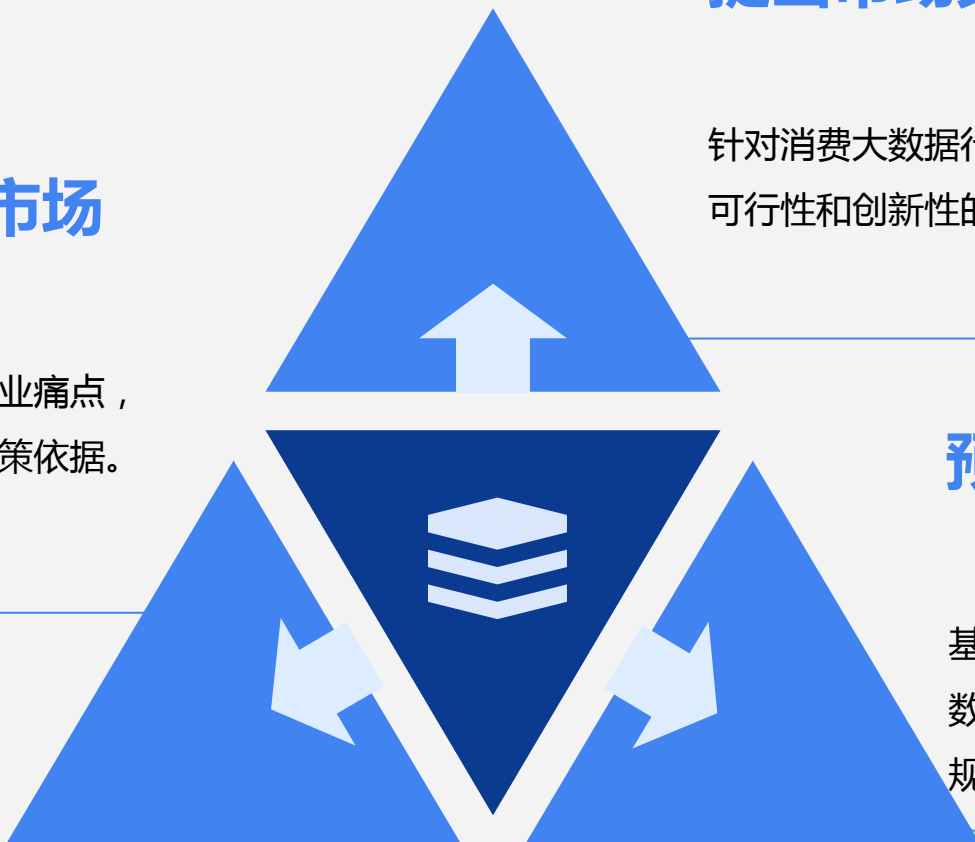 市场
业痛点，
策依据。
针对消费大数据行
可行性和创新性的
预
基
数
规